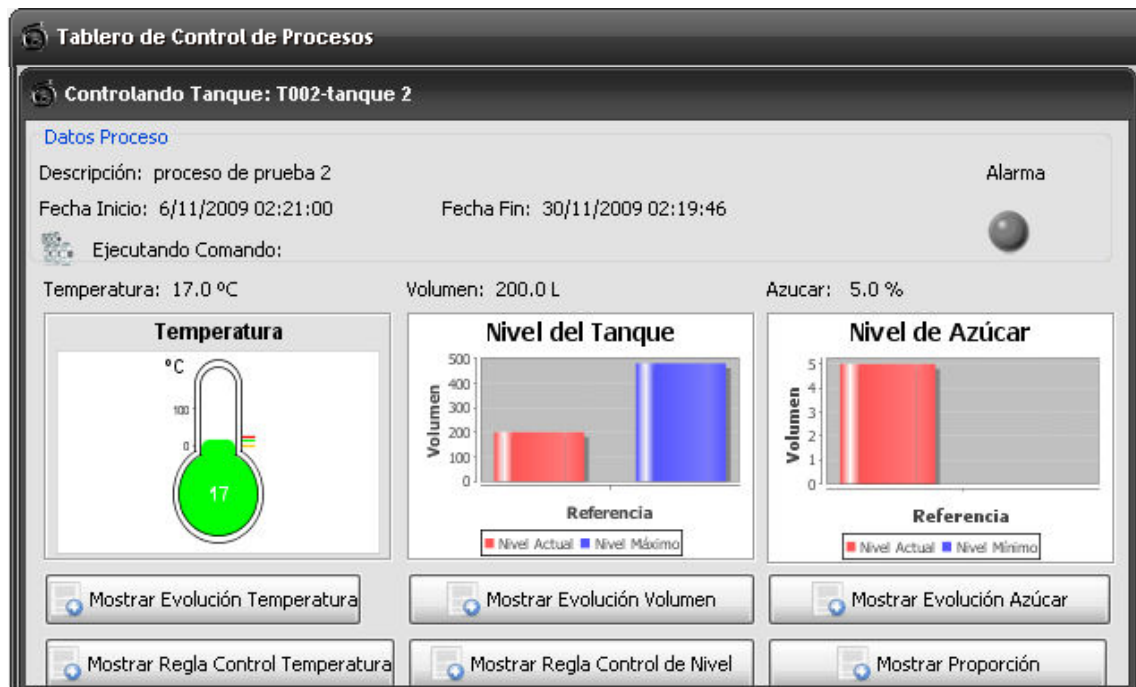 Tablero de Control de Procesos
Controlando Tanque: T002-tanque 2
Datos Proceso
Descripción: proceso de prueba 2
Alarma
Fecha Inicio: 6/11/2009 02:21:00 Fecha Fin: 30/11/2009 02:19:46
Ejecutando Comando:
Temperatura: 17.0 ºC Volumen: 200.0 L Azucar: 5.0 %
Temperatura
ºC
100
0
17
Nivel del Tanque
Volumen
500
400
300
200
100
0
Referencia
Nivel Actual Nivel Máximo
Nivel de Azúcar
Volumen
5
4
3
2
1
0
Referencia
Nivel Actual Nivel Mínimo
Mostrar Evolución Temperatura Mostrar Evolución Volumen Mostrar Evolución Azúcar
Mostrar Regla Control Temperatura Mostrar Regla Control de Nivel Mostrar Proporción